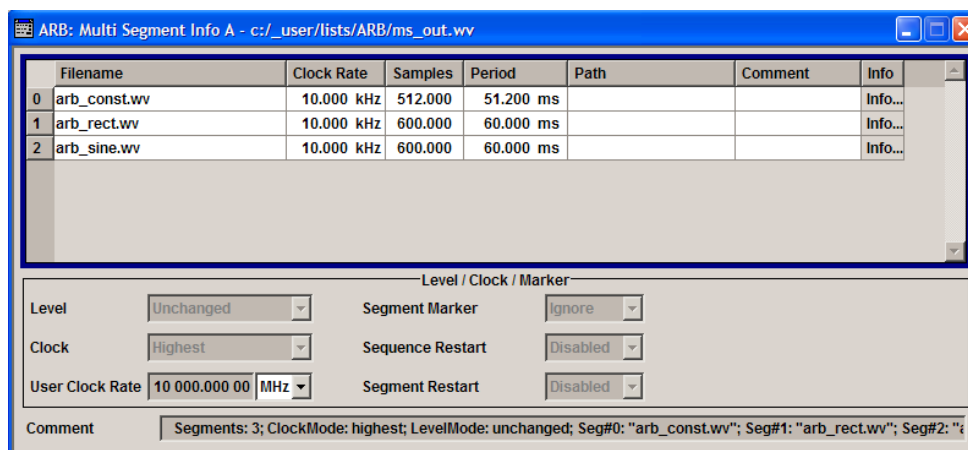 ARB: Multi Segment Info A - c:/_user/lists/ARB/ms_out.wv
Filename Clock Rate Samples Period Path Comment Info
0 arb_const.wv 10.000 kHz 512.000 51.200 ms Info...
1 arb_rect.wv 10.000 kHz 600.000 60.000 ms Info...
2 arb_sine.wv 10.000 kHz 600.000 60.000 ms Info...
Level / Clock / Marker
Level Unchanged Segment Marker Ignore
Clock Highest Sequence Restart Disabled
User Clock Rate 10 000.000 00 MHz Segment Restart Disabled
Comment Segments: 3; ClockMode: highest; LevelMode: unchanged; Seg#0: "arb_const.wv"; Seg#1: "arb_rect.wv"; Seg#2: "